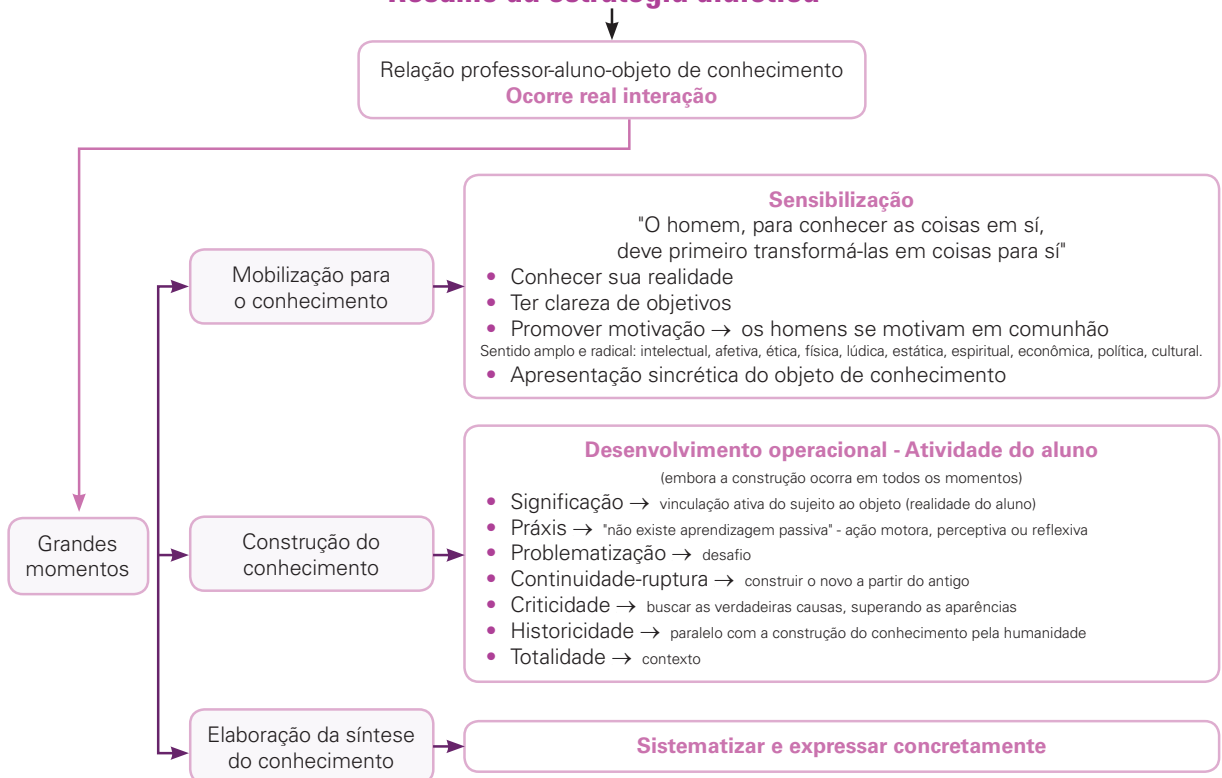 Resumo da estratégia dialética
Relação professor-aluno-objeto de conhecimento
Ocorre real interação
Sensibilização
"O homem, para conhecer as coisas em sí,
deve primeiro transformá-las em coisas para sí"
Mobilização para
o conhecimento
• Conhecer sua realidade
• Ter clareza de objetivos
• Promover motivação → os homens se motivam em comunhão
Sentido amplo e radical: intelectual, afetiva, ética, física, lúdica, estática, espiritual, econômica, política, cultural.
• Apresentação sincrética do objeto de conhecimento
Desenvolvimento operacional - Atividade do aluno
(embora a construção ocorra em todos os momentos)
Grandes
momentos
Construção do
conhecimento
• Significação → vinculação ativa do sujeito ao objeto (realidade do aluno)
• Práxis → "não existe aprendizagem passiva" - ação motora, perceptiva ou reflexiva
• Problematização → desafio
• Continuidade-ruptura → construir o novo a partir do antigo
• Criticidade → buscar as verdadeiras causas, superando as aparências
• Historicidade → paralelo com a construção do conhecimento pela humanidade
• Totalidade → contexto
Elaboração da síntese
do conhecimento
Sistematizar e expressar concretamente